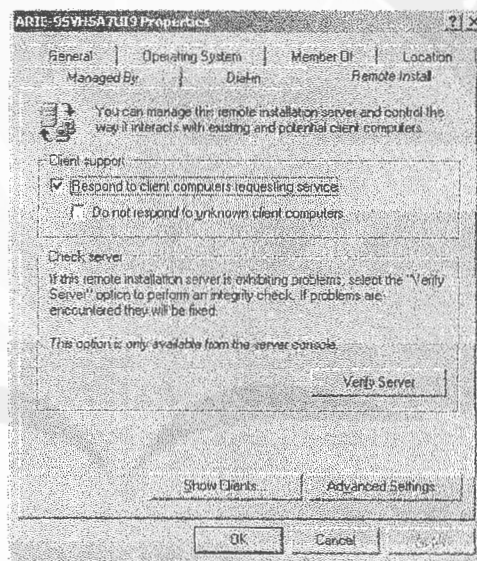 ARIE-95VH5A7UI9 Properties
General
Operating System
Member Of
Location
Managed By
Dial-in
Remote Install
You can manage this remote installation server and control the
way it interacts with existing and potential client computers.
Client support
Respond to client computers requesting service
Do not respond to unknown client computers
Check server
If this remote installation server is exhibiting problems, select the "Verify
Server" option to perform an integrity check. If problems are
encountered they will be fixed.
This option is only available from the server console.
Verify Server
Show Clients...
Advanced Settings
OK
Cancel